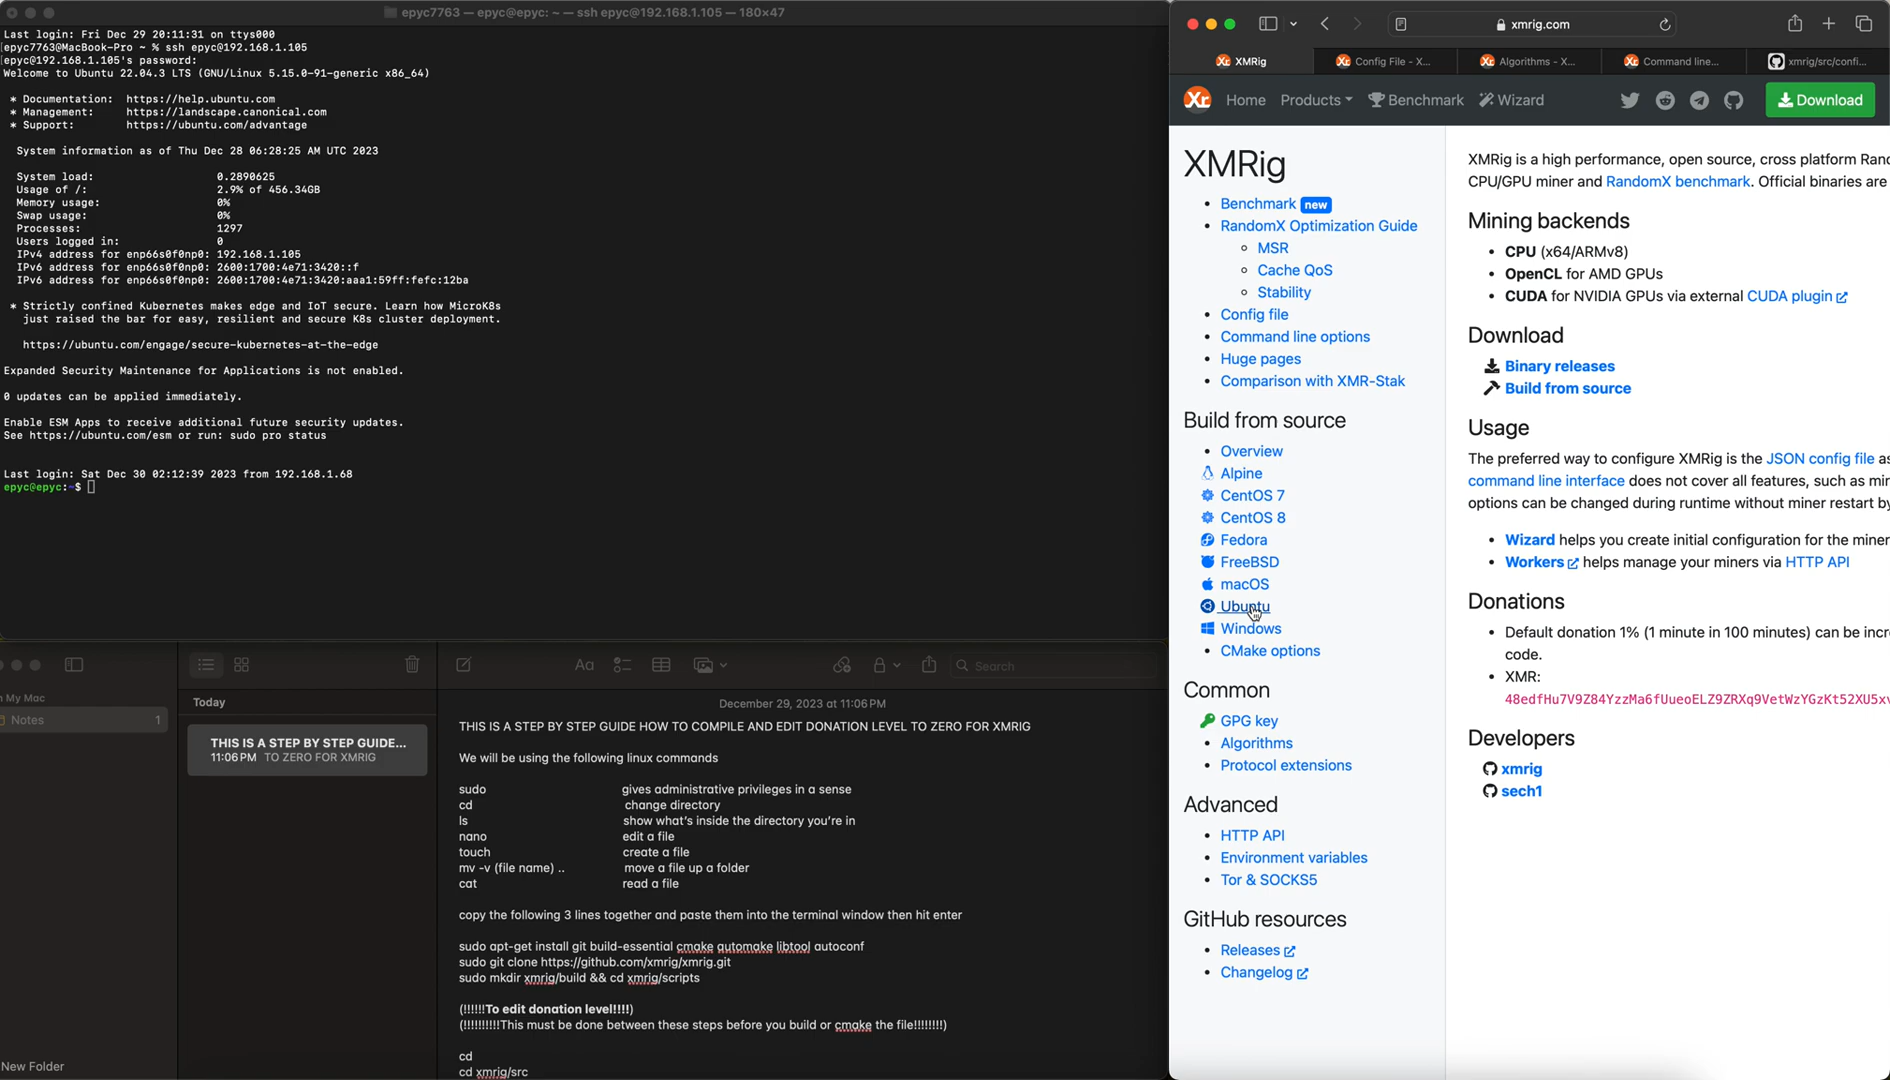 epyc7763 — epyc@epyc: ~ — ssh epyc@192.168.1.105 — 180×47
Last login: Fri Dec 29 20:11:31 on ttys000
[epyc7763@MacBook-Pro ~ % ssh epyc@192.168.1.105
[epyc@192.168.1.105's password:
Welcome to Ubuntu 22.04.3 LTS (GNU/Linux 5.15.0-91-generic x86_64)
* Documentation: https://help.ubuntu.com
* Management: https://landscape.canonical.com
* Support: https://ubuntu.com/advantage
System information as of Thu Dec 28 06:28:25 AM UTC 2023
System load: 0.2890625
Usage of /: 2.9% of 456.34GB
Memory usage: 0%
Swap usage: 0%
Processes: 1297
Users logged in: 0
IPv4 address for enp66s0f0np0: 192.168.1.105
IPv6 address for enp66s0f0np0: 2600:1700:4e71:3420::f
IPv6 address for enp66s0f0np0: 2600:1700:4e71:3420:aaa1:59ff:fefc:12ba
* Strictly confined Kubernetes makes edge and IoT secure. Learn how MicroK8s
just raised the bar for easy, resilient and secure K8s cluster deployment.
https://ubuntu.com/engage/secure-kubernetes-at-the-edge
Expanded Security Maintenance for Applications is not enabled.
0 updates can be applied immediately.
Enable ESM Apps to receive additional future security updates.
See https://ubuntu.com/esm or run: sudo pro status
Last login: Sat Dec 30 02:12:39 2023 from 192.168.1.68
epyc@epyc:~$
n My Mac
Notes 1
New Folder
Today
THIS IS A STEP BY STEP GUIDE...
11:06 PM TO ZERO FOR XMRIG
Aa
Search
December 29, 2023 at 11:06 PM
THIS IS A STEP BY STEP GUIDE HOW TO COMPILE AND EDIT DONATION LEVEL TO ZERO FOR XMRIG
We will be using the following linux commands
sudo gives administrative privileges in a sense
cd change directory
ls show what's inside the directory you're in
nano edit a file
touch create a file
mv -v (file name) .. move a file up a folder
cat read a file
copy the following 3 lines together and paste them into the terminal window then hit enter
sudo apt-get install git build-essential cmake automake libtool autoconf
sudo git clone https://github.com/xmrig/xmrig.git
sudo mkdir xmrig/build && cd xmrig/scripts
(!!!!!!To edit donation level!!!!)
(!!!!!!!!!!This must be done between these steps before you build or cmake the file!!!!!!!!)
cd
cd xmrig/src
xmrig.com
XMRig
Config File - X...
Algorithms - X...
Command line...
xmrig/src/confi...
Xr Home Products Benchmark Wizard Download
XMRig
Benchmark new
RandomX Optimization Guide
MSR
Cache QoS
Stability
Config file
Command line options
Huge pages
Comparison with XMR-Stak
Build from source
Overview
Alpine
CentOS 7
CentOS 8
Fedora
FreeBSD
macOS
Ubuntu
Windows
CMake options
Common
GPG key
Algorithms
Protocol extensions
Advanced
HTTP API
Environment variables
Tor & SOCKS5
GitHub resources
Releases
Changelog
XMRig is a high performance, open source, cross platform Ran
CPU/GPU miner and RandomX benchmark. Official binaries are
Mining backends
CPU (x64/ARMv8)
OpenCL for AMD GPUs
CUDA for NVIDIA GPUs via external CUDA plugin
Download
Binary releases
Build from source
Usage
The preferred way to configure XMRig is the JSON config file as
command line interface does not cover all features, such as mi
options can be changed during runtime without miner restart by
Wizard helps you create initial configuration for the miner
Workers helps manage your miners via HTTP API
Donations
Default donation 1% (1 minute in 100 minutes) can be incr
code.
XMR:
48edfHu7V9Z84YzzMa6fUueoELZ9ZRXq9VetWzYGzKt52XU5xv
Developers
xmrig
sech1